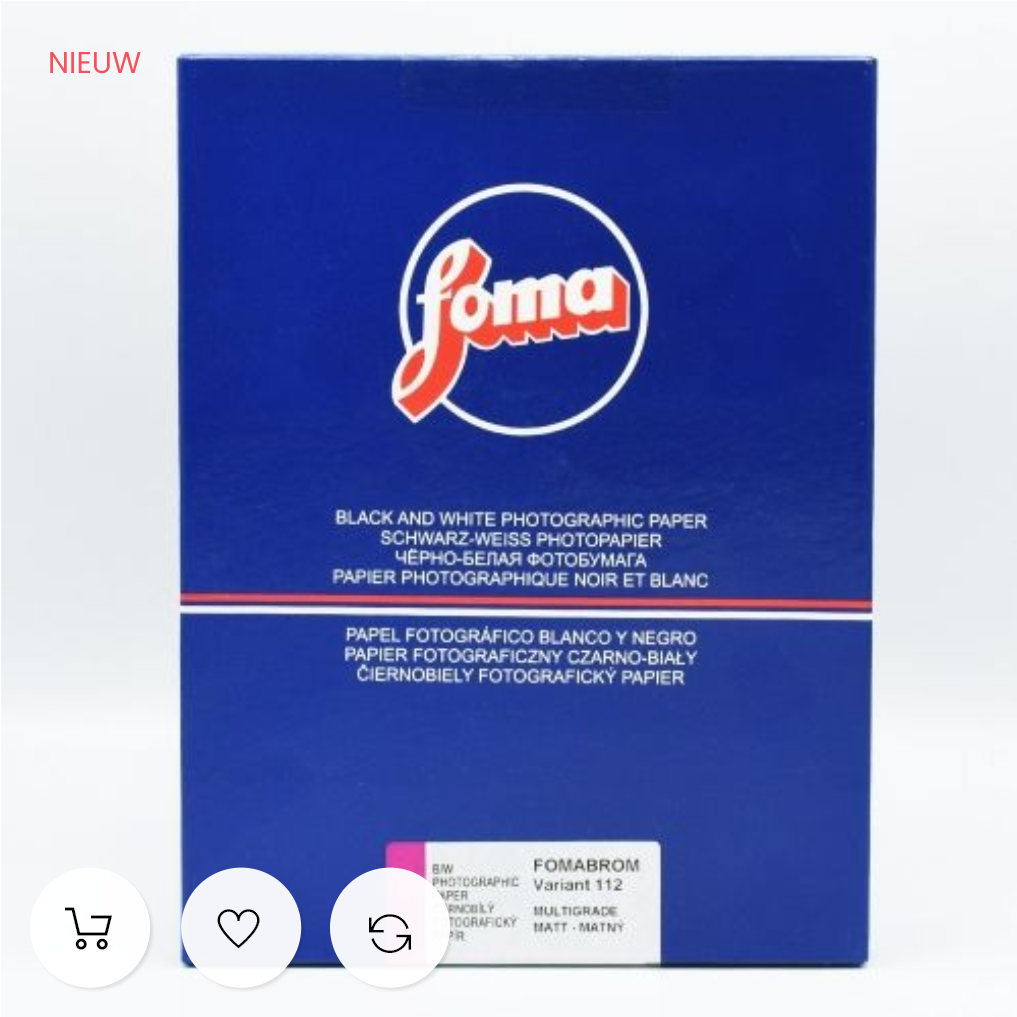 NIEUW
foma
BLACK AND WHITE PHOTOGRAPHIC PAPER
SCHWARZ-WEISS PHOTOPAPIER
ЧЁРНО-БЕЛАЯ ФОТОБУМАГА
PAPIER PHOTOGRAPHIQUE NOIR ET BLANC
PAPEL FOTOGRÁFICO BLANCO Y NEGRO
PAPIER FOTOGRAFICZNY CZARNO-BIAŁY
ČIERNOBIELY FOTOGRAFICKÝ PAPIER
B/W
PHOTOGRAPHIC
FOMABROM
Variant 112
MULTIGRADE
MATT - MATNÝ